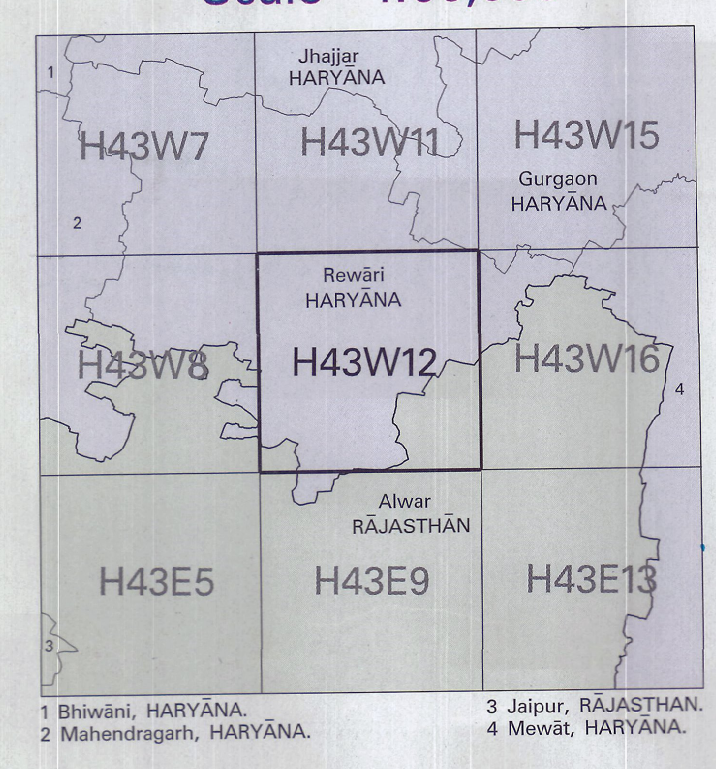 1
Jhajjar
HARYĀNA
H43W7
H43W11
H43W15
Gurgaon
HARYĀNA
2
Rewāri
HARYĀNA
H43W8
H43W12
H43W16
4
Alwar
RĀJASTHĀN
H43E5
H43E9
H43E13
3
1 Bhiwāni, HARYĀNA.
2 Mahendragarh, HARYĀNA.
3 Jaipur, RĀJASTHAN.
4 Mewāt, HARYĀNA.